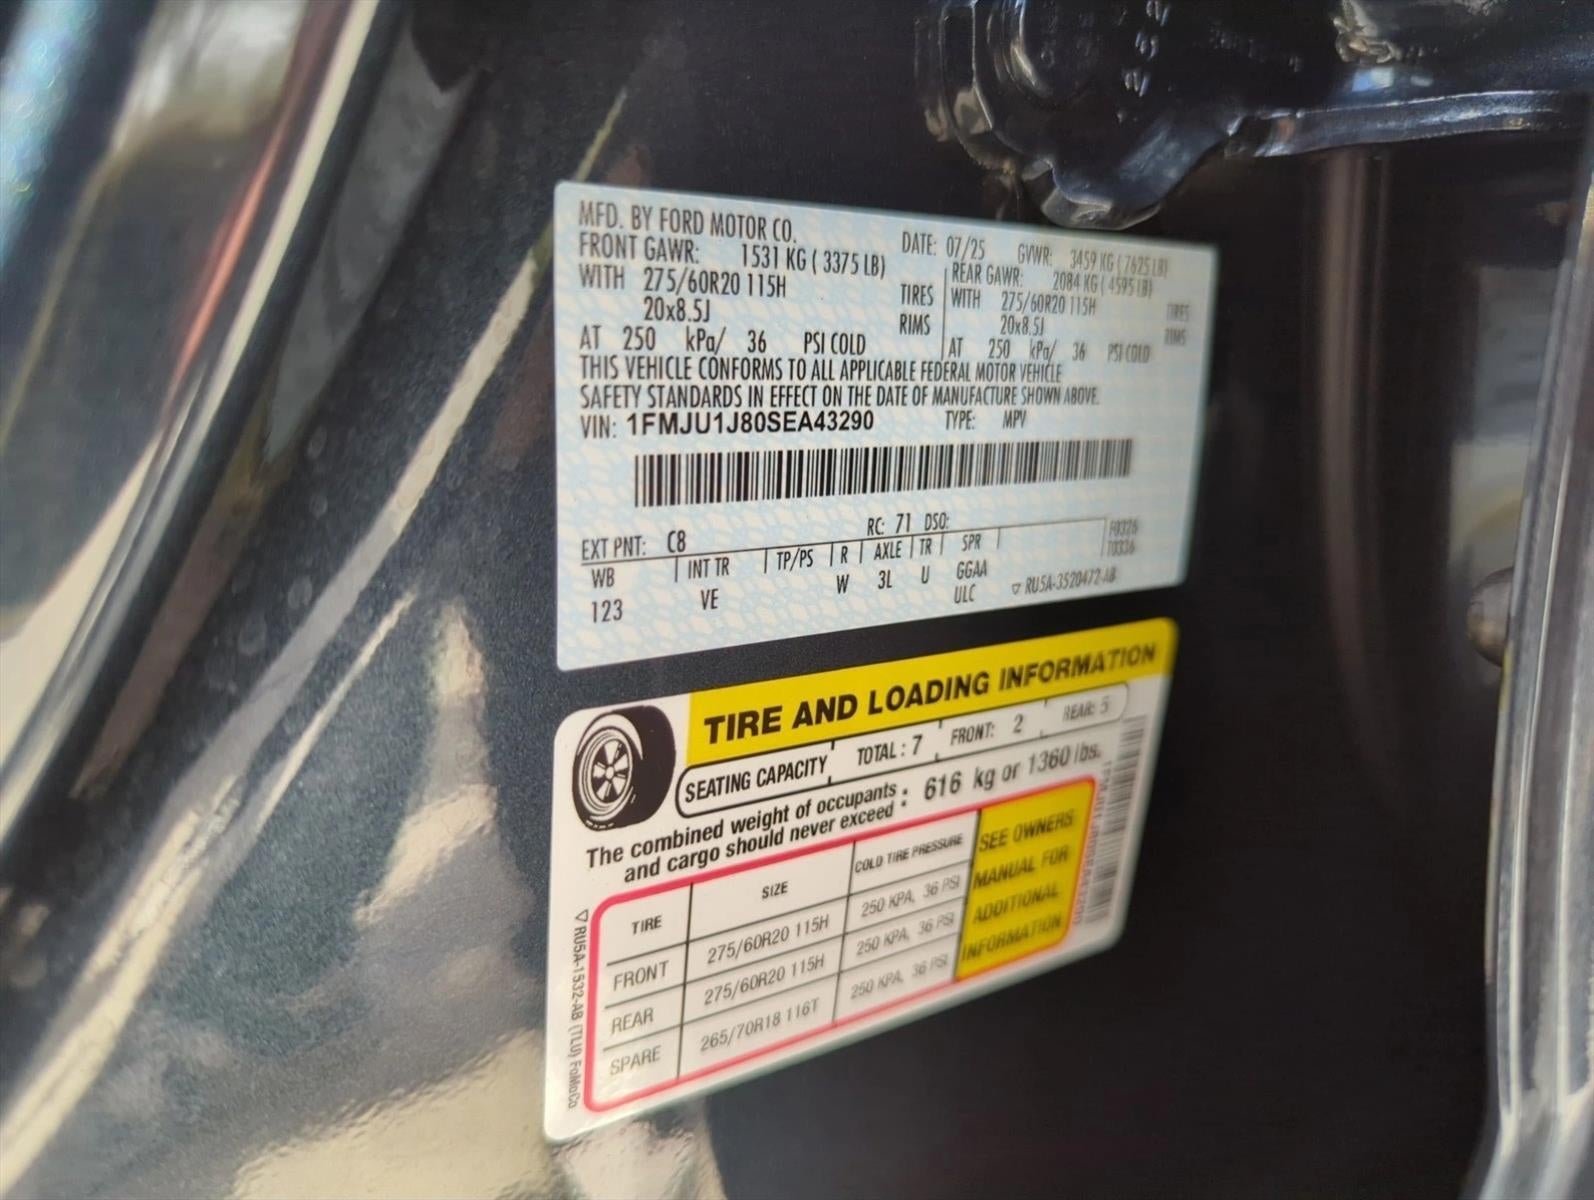 MFD. BY FORD MOTOR CO.
DATE: 07/25 GVWR: 3459 KG ( 7625 LB)
FRONT GAWR: 1531 KG ( 3375 LB) REAR GAWR: 2084 KG ( 4595 LB)
WITH 275/60R20 115H TIRES WITH 275/60R20 115H TIRES
20x8.5J RIMS 20x8.5J RIMS
AT 250 kPa/ 36 PSI COLD AT 250 kPa/ 36 PSI COLD
THIS VEHICLE CONFORMS TO ALL APPLICABLE FEDERAL MOTOR VEHICLE
SAFETY STANDARDS IN EFFECT ON THE DATE OF MANUFACTURE SHOWN ABOVE.
VIN: 1FMJU1J80SEA43290 TYPE: MPV
EXT PNT: C8 RC: 71 DSO: F0326
T0336
WB INT TR TP/PS R AXLE TR SPR
123 VE W 3L U GGAA
ULC RU5A-3520472-AB
TIRE AND LOADING INFORMATION
SEATING CAPACITY TOTAL : 7 FRONT: 2 REAR: 5
The combined weight of occupants and cargo should never exceed : 616 kg or 1360 lbs.
TIRE SIZE COLD TIRE PRESSURE
FRONT 275/60R20 115H 250 KPA, 36 PSI
REAR 275/60R20 115H 250 KPA, 36 PSI
SPARE 265/70R18 116T 250 KPA, 36 PSI
SEE OWNERS
MANUAL FOR
ADDITIONAL
INFORMATION
RU5A-1532-AB (TLU) FoMoCo